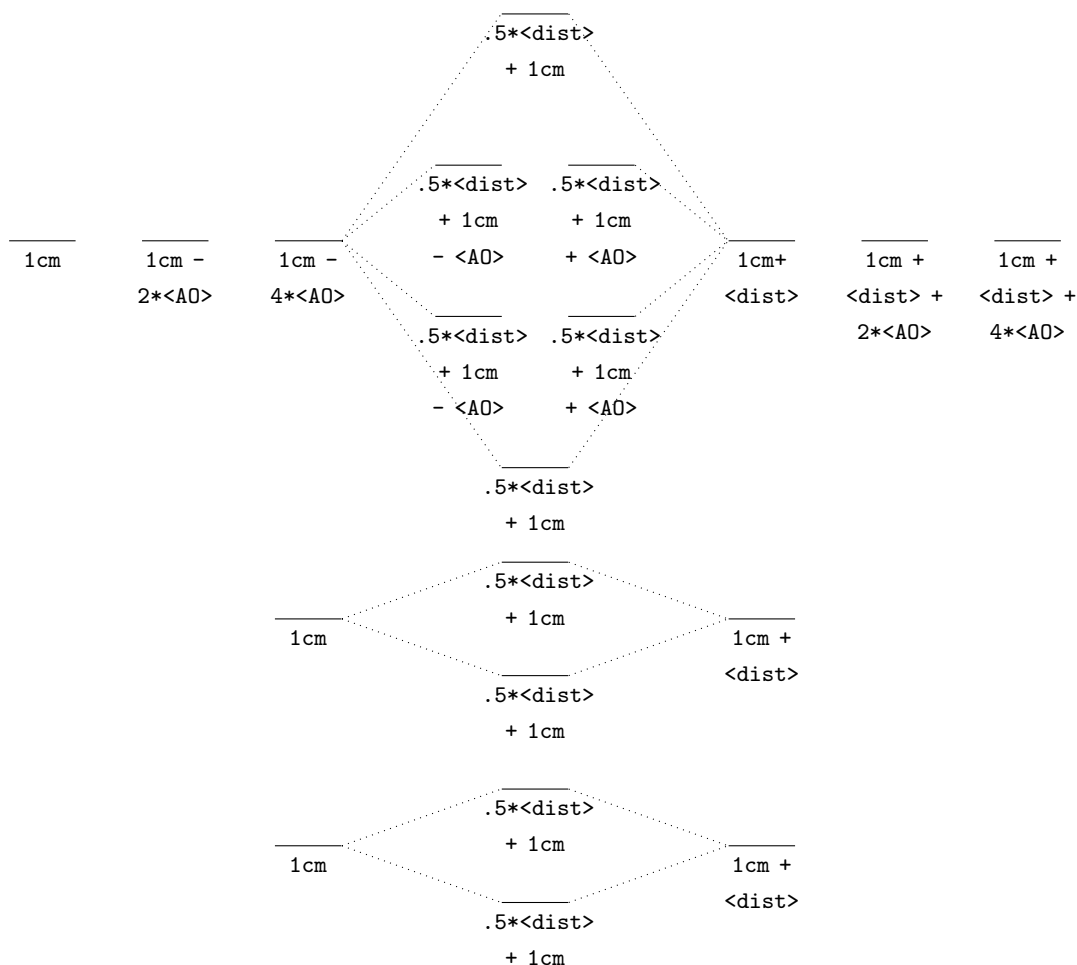 .5*<dist>
+ 1cm
.5*<dist> .5*<dist>
+ 1cm + 1cm
- <AO> + <AO>
1cm 1cm - 1cm - 1cm+ 1cm + 1cm +
2*<AO> 4*<AO> <dist> <dist> + <dist> +
2*<AO> 4*<AO>
.5*<dist> .5*<dist>
+ 1cm + 1cm
- <AO> + <AO>
.5*<dist>
+ 1cm
.5*<dist>
+ 1cm
1cm 1cm +
<dist>
.5*<dist>
+ 1cm
.5*<dist>
+ 1cm
1cm 1cm +
<dist>
.5*<dist>
+ 1cm